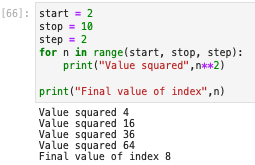 [66]: start = 2
stop = 10
step = 2
for n in range(start, stop, step):
    print("Value squared",n**2)

print("Final value of index",n)
Value squared 4
Value squared 16
Value squared 36
Value squared 64
Final value of index 8